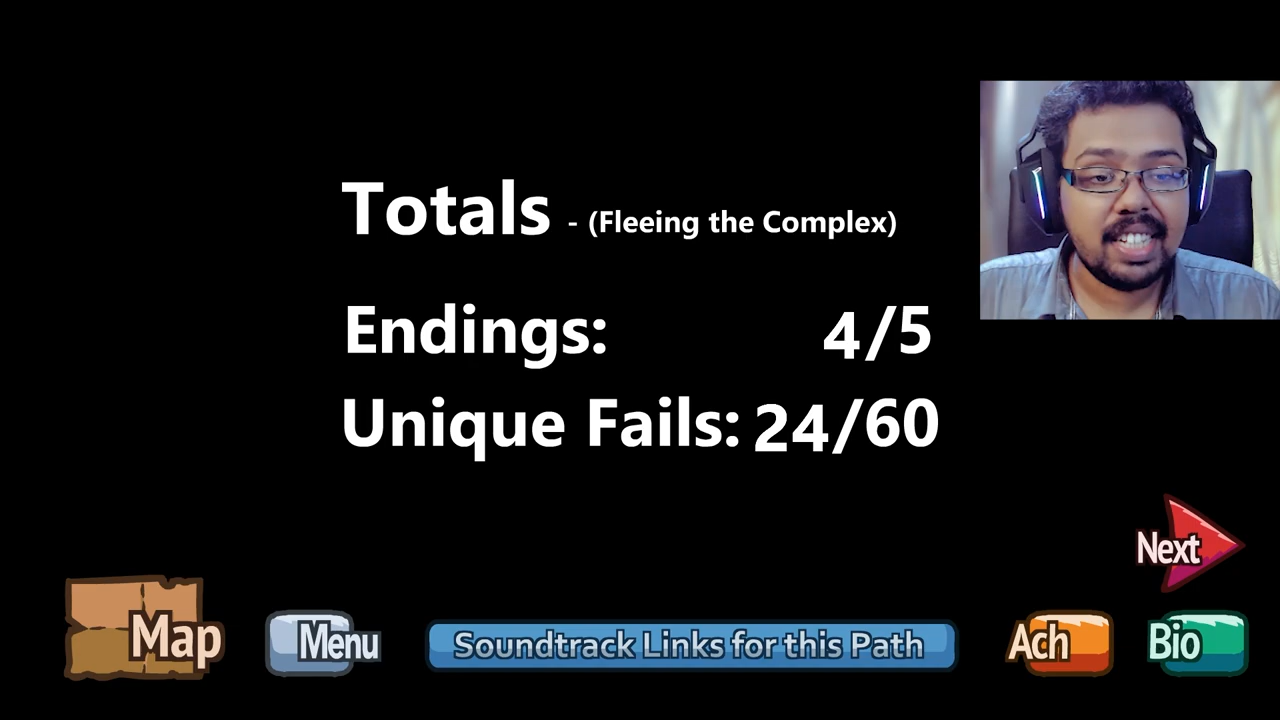 Totals - (Fleeing the Complex)
Endings: 4/5
Unique Fails: 24/60
Next
Map
Menu
Soundtrack Links for this Path
Ach
Bio